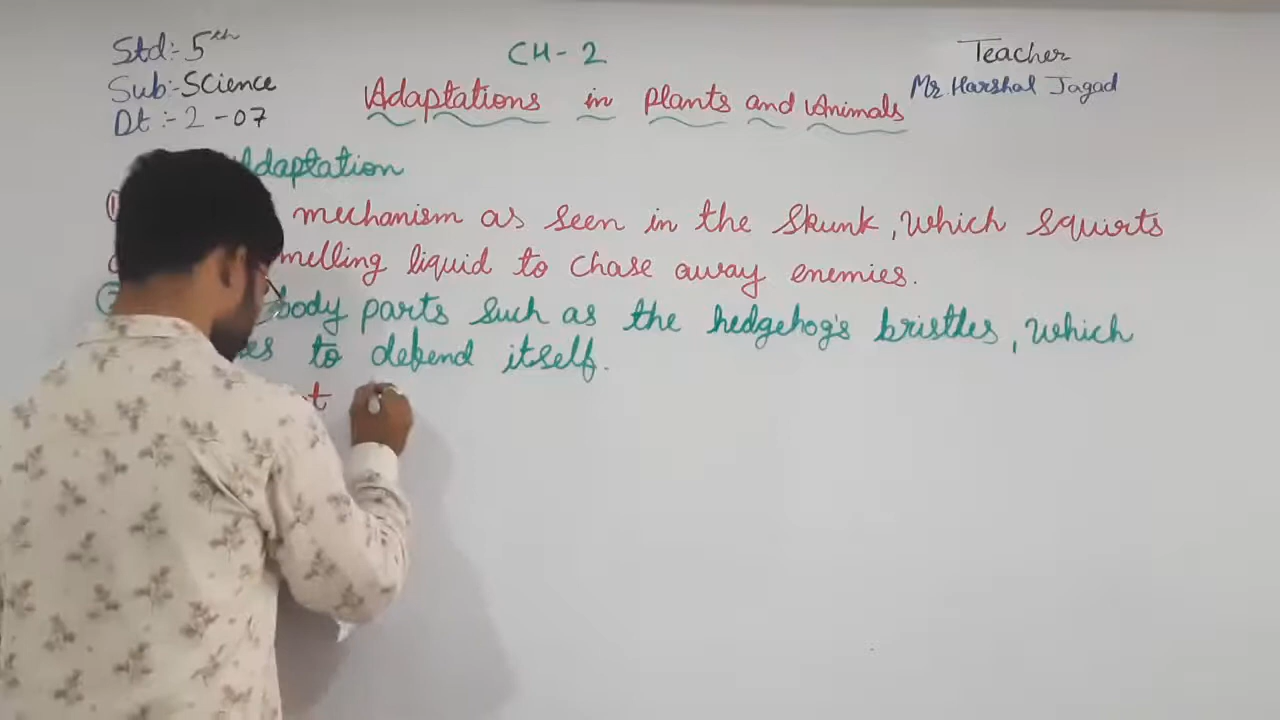 Std:- 5th
CH- 2
Teacher
Sub:- Science
Mr Harshal Jagad
Adaptations in plants and Animals
Dt :- 2 - 07
Adaptation
mechanism as seen in the Skunk, which squirts
smelling liquid to chase away enemies.
body parts such as the hedgehog's bristles, which
to defend itself.